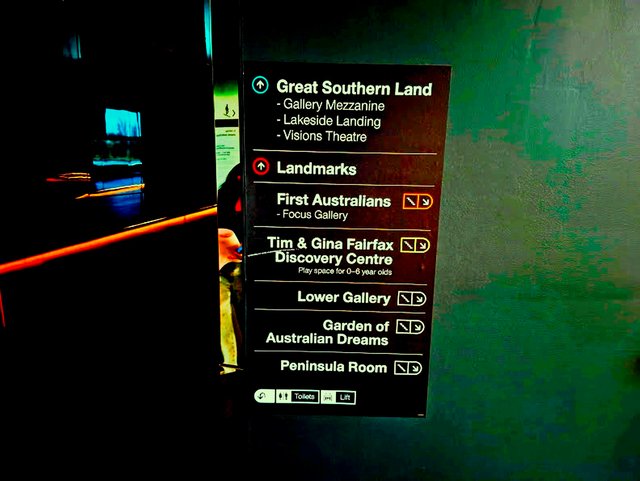 Great Southern Land
- Gallery Mezzanine
- Lakeside Landing
- Visions Theatre
Landmarks
First Australians
- Focus Gallery
Tim & Gina Fairfax
Discovery Centre
Play space for 0–6 year olds
Lower Gallery
Garden of
Australian Dreams
Peninsula Room
Toilets Lift